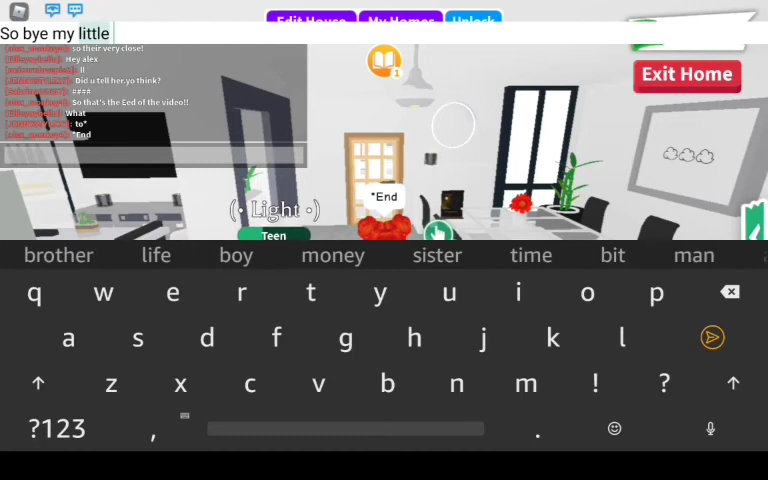 Edit House My Homes Unlock
So bye my little
so their very close!
Hey alex
Did u tell her.yo think?
####
So that's the Eed of the video!!
What
to*
*End
Exit Home
1
*End
(• Light •)
Teen
brother life boy money sister time bit man
q w e r t y u i o p
a s d f g h j k l
z x c v b n m ! ?
?123 , .